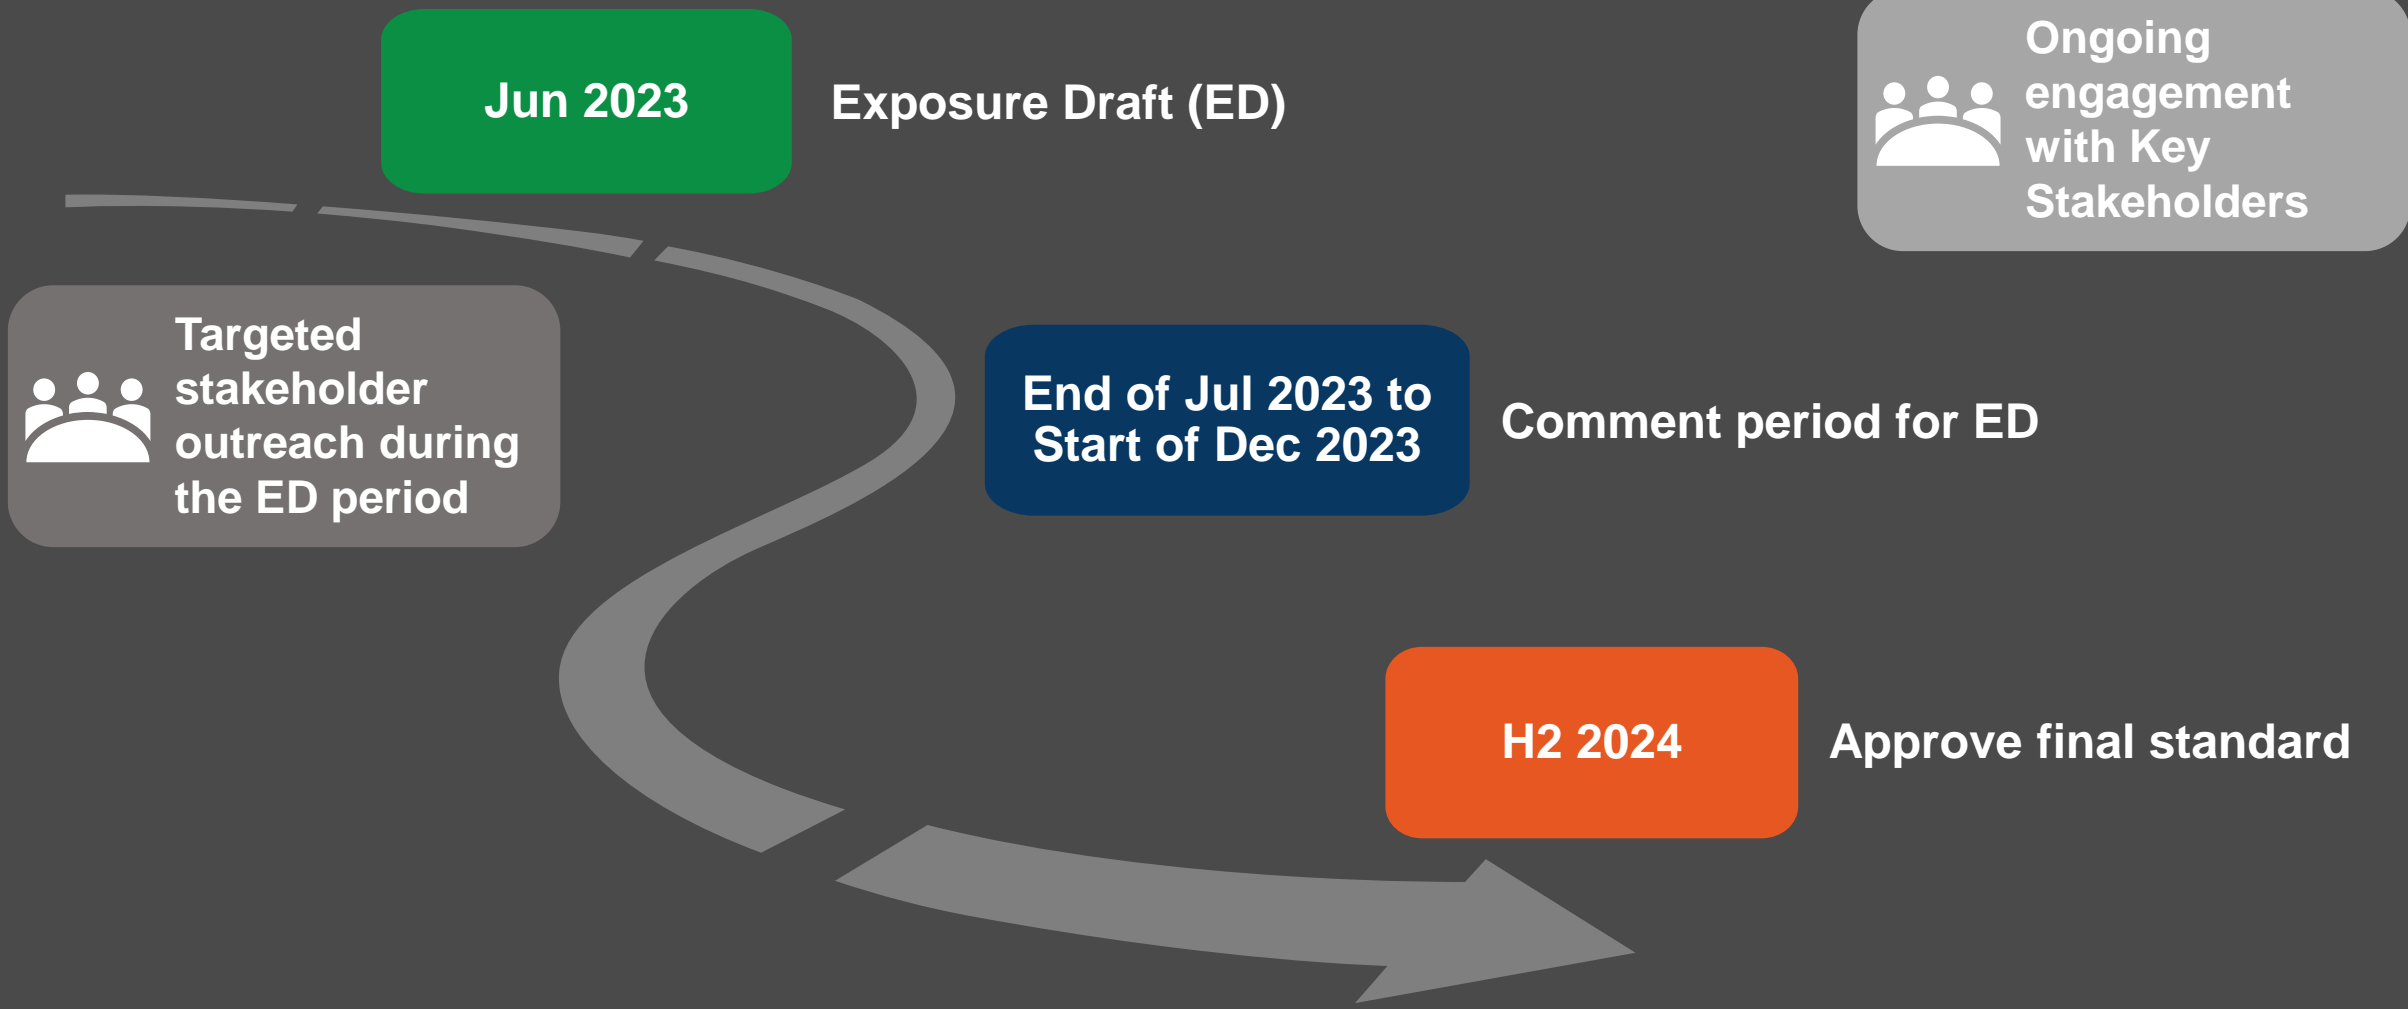 Jun 2023
Exposure Draft (ED)
Ongoing
engagement
with Key
Stakeholders
Targeted
stakeholder
outreach during
the ED period
End of Jul 2023 to
Start of Dec 2023
Comment period for ED
H2 2024
Approve final standard